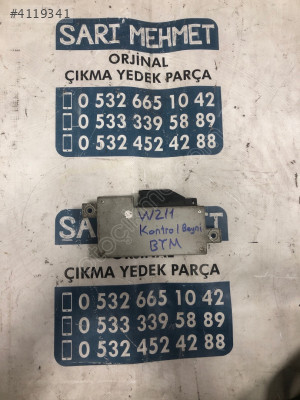 #4119341
SARI MEHMET
ORJİNAL
ÇIKMA YEDEK PARÇA
0 532 665 10 42
0 533 339 58 89
0 532 452 42 88
W211
Kontrol Beyni
BTM
ÇIKMA YEDEK PARÇA
0 532 665 10 42
0 533 339 58 89
0 532 452 42 88